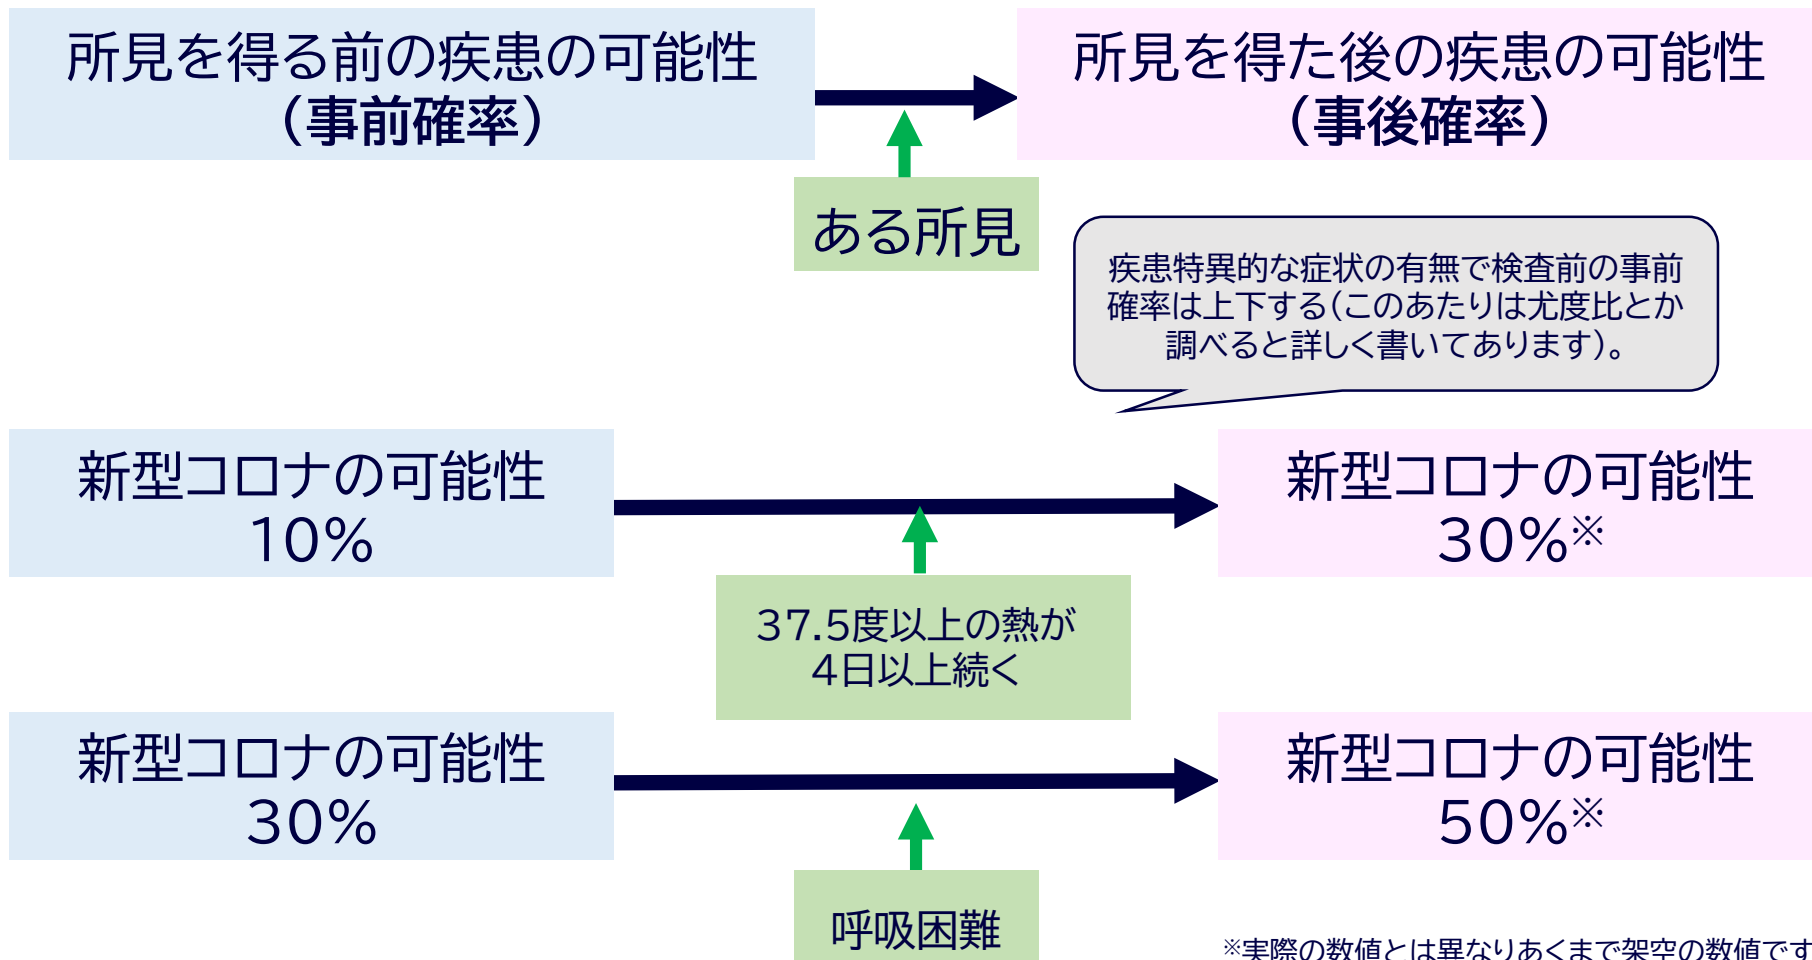 所見を得る前の疾患の可能性
（事前確率）
所見を得た後の疾患の可能性
（事後確率）
ある所見
疾患特異的な症状の有無で検査前の事前
確率は上下する（このあたりは尤度比とか
調べると詳しく書いてあります）。
新型コロナの可能性
10%
新型コロナの可能性
30%※
37.5度以上の熱が
4日以上続く
新型コロナの可能性
30%
新型コロナの可能性
50%※
呼吸困難
※実際の数値とは異なりあくまで架空の数値です